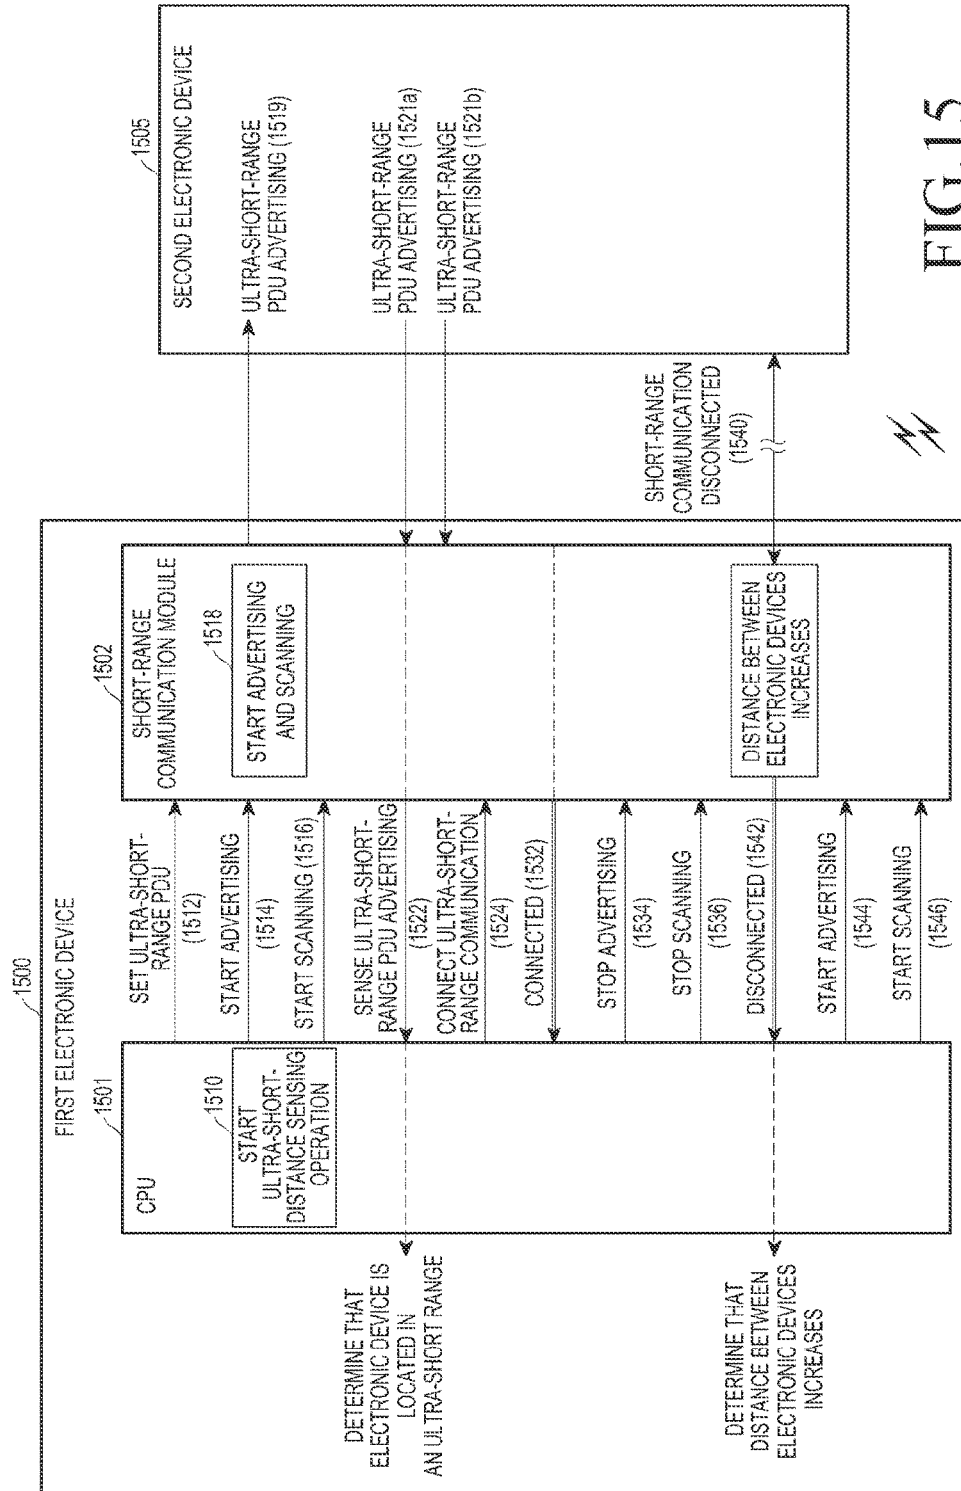 1500
FIRST ELECTRONIC DEVICE
1501
CPU
1510
START
ULTRA-SHORT-
DISTANCE SENSING
OPERATION
DETERMINE THAT
ELECTRONIC DEVICE IS
LOCATED IN
AN ULTRA-SHORT RANGE
DETERMINE THAT
DISTANCE BETWEEN
ELECTRONIC DEVICES
INCREASES
SET ULTRA-SHORT-
RANGE PDU
(1512)
START ADVERTISING
(1514)
START SCANNING (1516)
SENSE ULTRA-SHORT-
RANGE PDU ADVERTISING
(1522)
CONNECT ULTRA-SHORT-
RANGE COMMUNICATION
(1524)
CONNECTED (1532)
STOP ADVERTISING
(1534)
STOP SCANNING
(1536)
DISCONNECTED (1542)
START ADVERTISING
(1544)
START SCANNING
(1546)
1502
SHORT-RANGE
COMMUNICATION MODULE
1518
START ADVERTISING
AND SCANNING
DISTANCE BETWEEN
ELECTRONIC DEVICES
INCREASES
SHORT-RANGE
COMMUNICATION
DISCONNECTED
(1540)
1505
SECOND ELECTRONIC DEVICE
ULTRA-SHORT-RANGE
PDU ADVERTISING (1519)
ULTRA-SHORT-RANGE
PDU ADVERTISING (1521a)
ULTRA-SHORT-RANGE
PDU ADVERTISING (1521b)
FIG.15